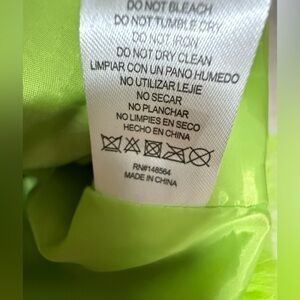 DO NOT BLEACH
DO NOT TUMBLE DRY
DO NOT IRON
DO NOT DRY CLEAN
LIMPIAR CON UN PANO HUMEDO
NO UTILIZAR LEJIE
NO SECAR
NO PLANCHAR
NO LIMPIES EN SECO
HECHO EN CHINA
RN#148564
MADE IN CHINA